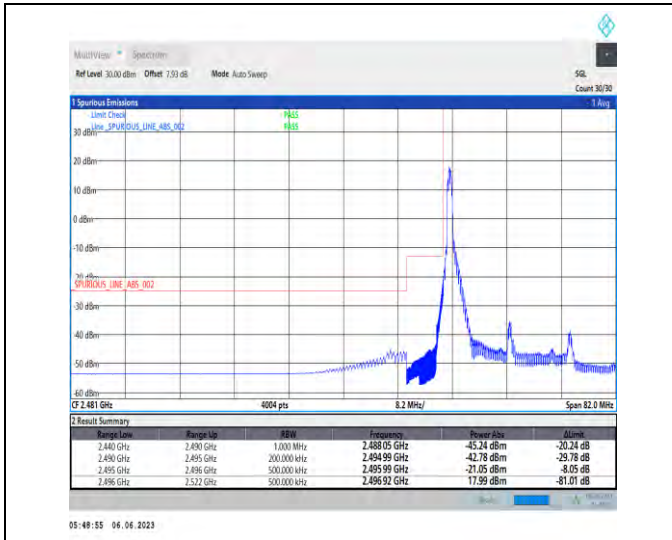 MultiView Spectrum
Ref Level 30.00 dBm Offset 7.93 dB Mode Auto Sweep SGL
Count 30/30
1 Spurious Emissions 1 Avg
Limit Check PASS
Line _SPURIOUS_LINE_ABS_002 PASS
30 dBm
20 dBm
10 dBm
0 dBm
-10 dBm
-20 dBm
_SPURIOUS_LINE_ABS_002
-30 dBm
-40 dBm
-50 dBm
-60 dBm
CF 2.481 GHz 4004 pts 8.2 MHz/ Span 82.0 MHz
2 Result Summary
Range Low Range Up RBW Frequency Power Abs ΔLimit
2.440 GHz 2.490 GHz 1.000 MHz 2.488 05 GHz -45.24 dBm -20.24 dB
2.490 GHz 2.495 GHz 200.000 kHz 2.494 99 GHz -42.78 dBm -29.78 dB
2.495 GHz 2.496 GHz 500.000 kHz 2.495 99 GHz -21.05 dBm -8.05 dB
2.496 GHz 2.522 GHz 500.000 kHz 2.496 92 GHz 17.99 dBm -81.01 dB
05:48:55 06.06.2023